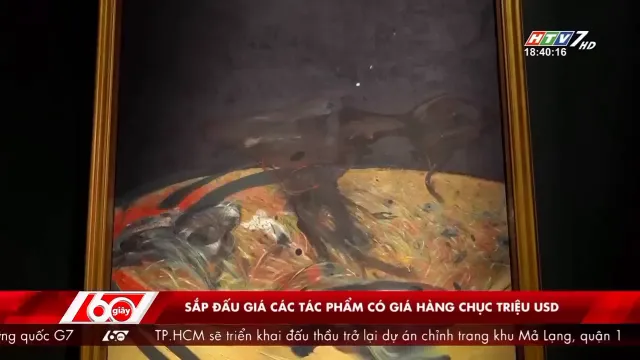 HTV7 HD
18:40:16
60 giây
SẮP ĐẤU GIÁ CÁC TÁC PHẨM CÓ GIÁ HÀNG CHỤC TRIỆU USD
ng quốc G7 60s TP.HCM sẽ triển khai đấu thầu trở lại dự án chỉnh trang khu Mả Lạng, quận 1